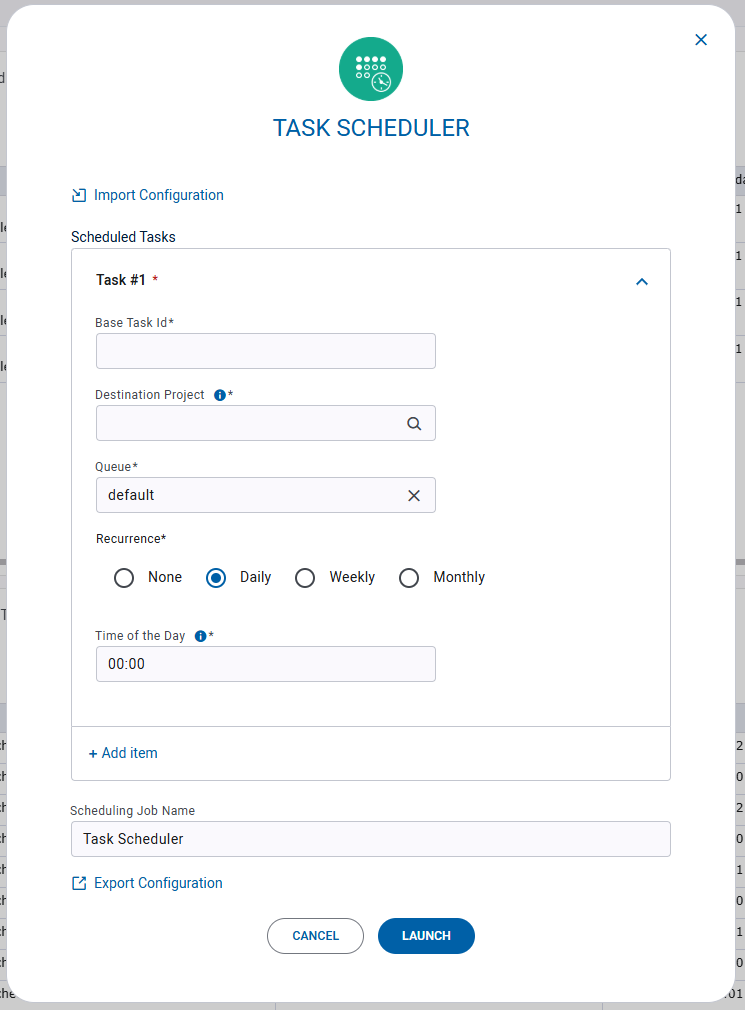 TASK SCHEDULER
Import Configuration
Scheduled Tasks
Task #1 *
Base Task Id*
Destination Project *
Queue*
default
Recurrence*
None Daily Weekly Monthly
Time of the Day *
00:00
+ Add item
Scheduling Job Name
Task Scheduler
Export Configuration
CANCEL LAUNCH